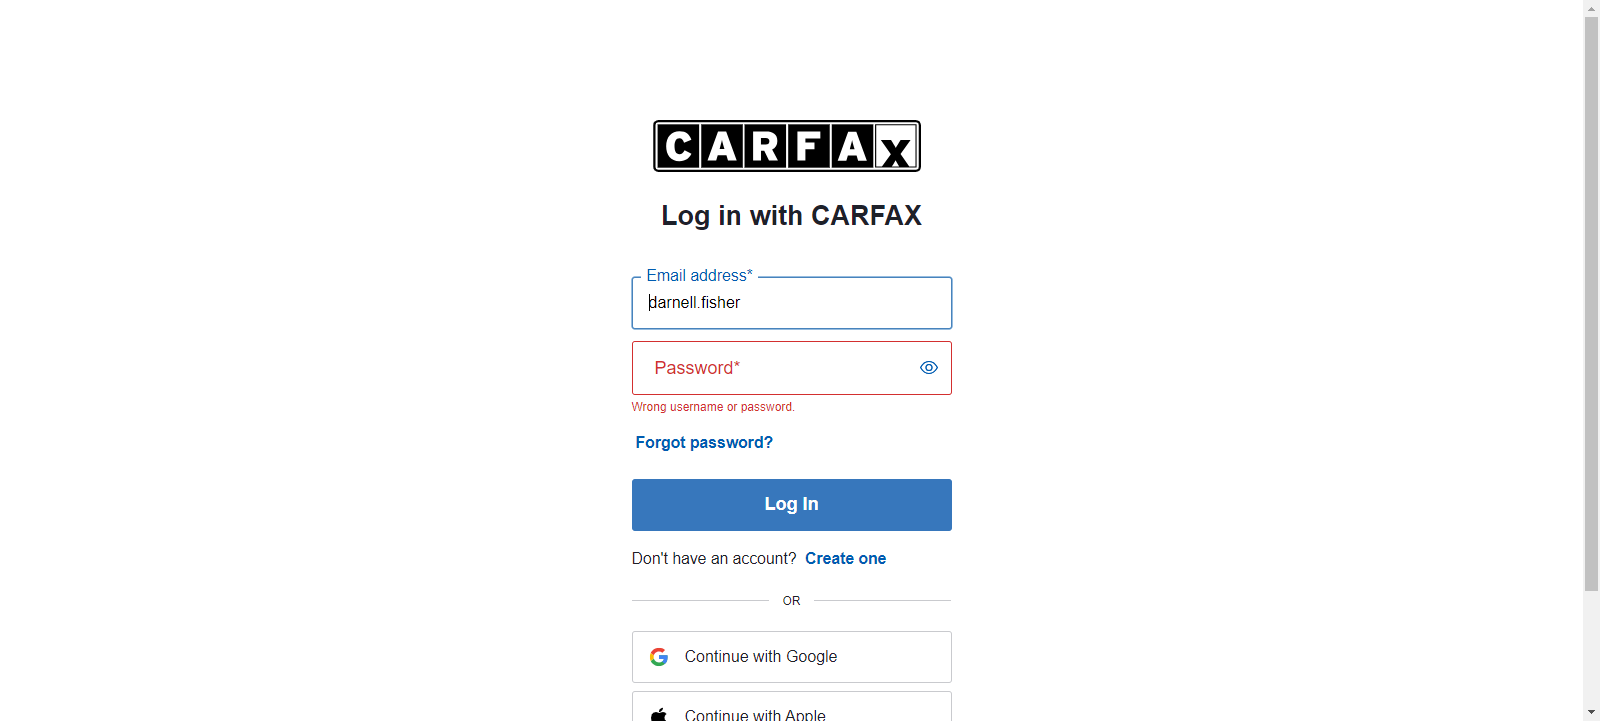 CARFAX
Log in with CARFAX
Email address*
darnell.fisher
Password*
Wrong username or password.
Forgot password?
Log In
Don't have an account? Create one
OR
Continue with Google
Continue with Apple